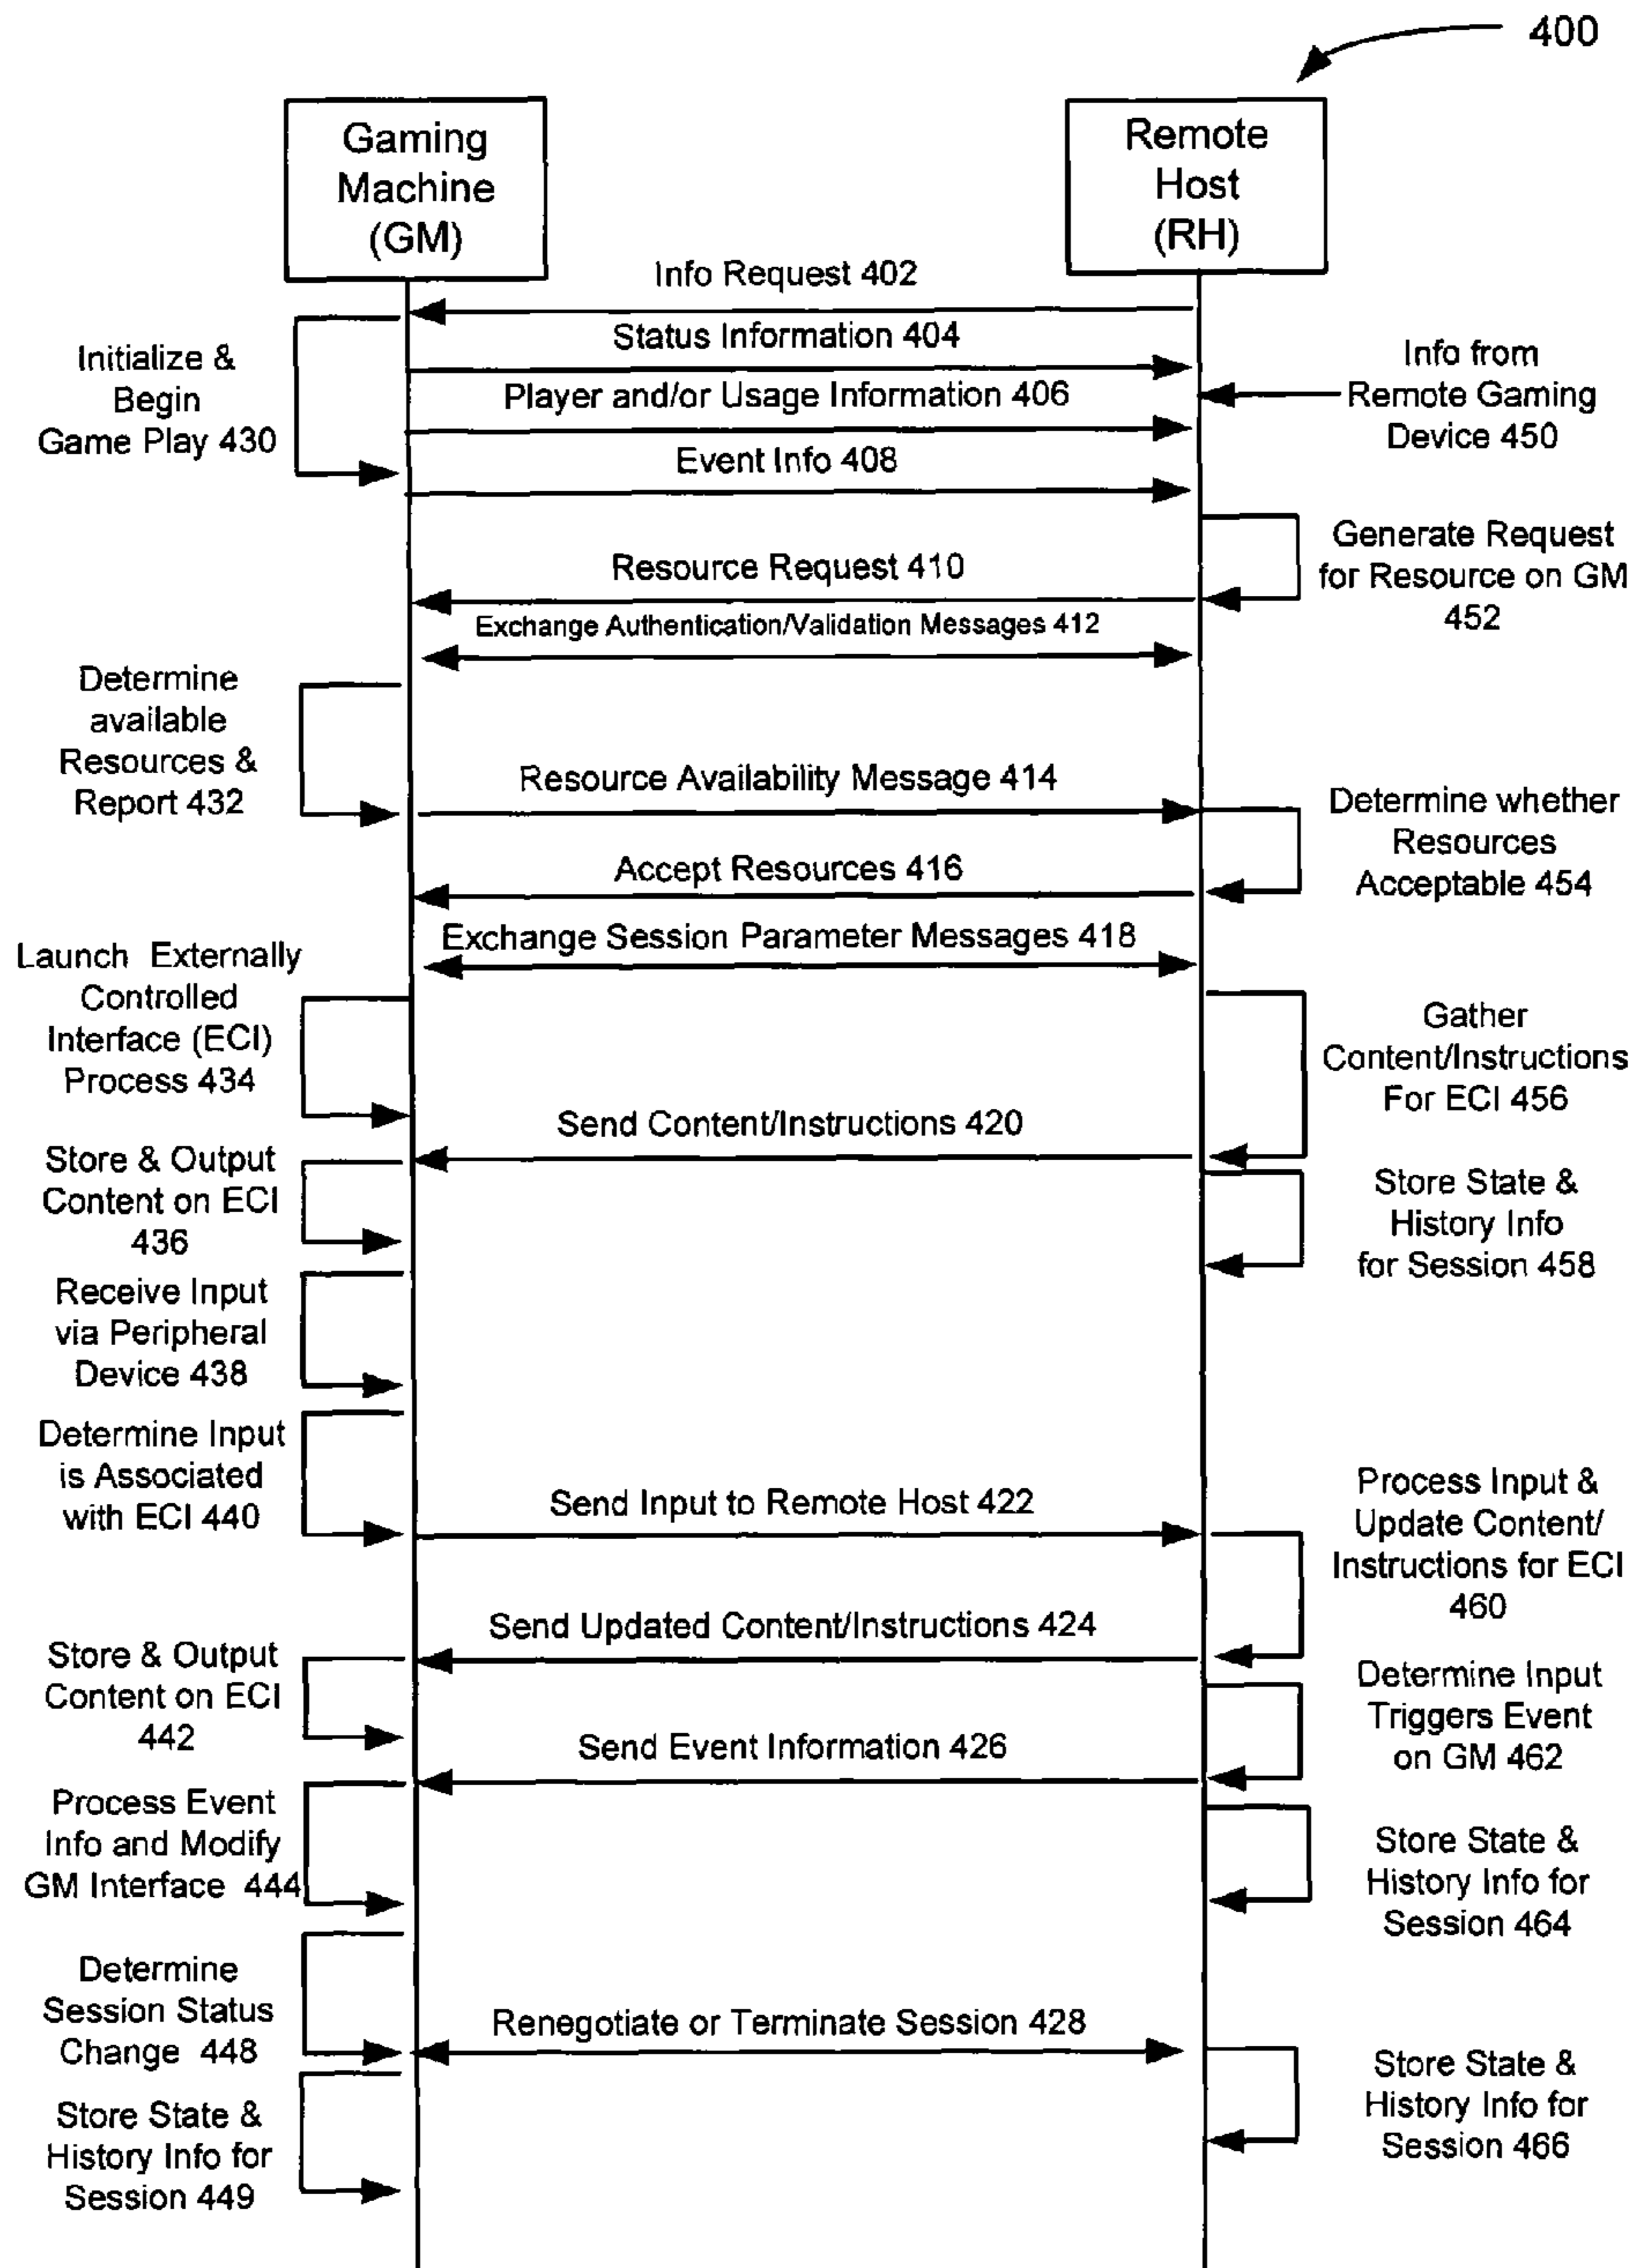 400
Gaming
Machine
(GM)
Remote
Host
(RH)
Info Request 402
Status Information 404
Initialize &
Begin
Game Play 430
Player and/or Usage Information 406
Info from
Remote Gaming
Device 450
Event Info 408
Generate Request
for Resource on GM
452
Resource Request 410
Exchange Authentication/Validation Messages 412
Determine
available
Resources &
Report 432
Resource Availability Message 414
Determine whether
Resources
Acceptable 454
Accept Resources 416
Exchange Session Parameter Messages 418
Launch Externally
Controlled
Interface (ECI)
Process 434
Gather
Content/Instructions
For ECI 456
Send Content/Instructions 420
Store & Output
Content on ECI
436
Store State &
History Info
for Session 458
Receive Input
via Peripheral
Device 438
Determine Input
is Associated
with ECI 440
Send Input to Remote Host 422
Process Input &
Update Content/
Instructions for ECI
460
Send Updated Content/Instructions 424
Store & Output
Content on ECI
442
Determine Input
Triggers Event
on GM 462
Send Event Information 426
Process Event
Info and Modify
GM Interface 444
Store State &
History Info for
Session 464
Determine
Session Status
Change 448
Renegotiate or Terminate Session 428
Store State &
History Info for
Session 466
Store State &
History Info for
Session 449